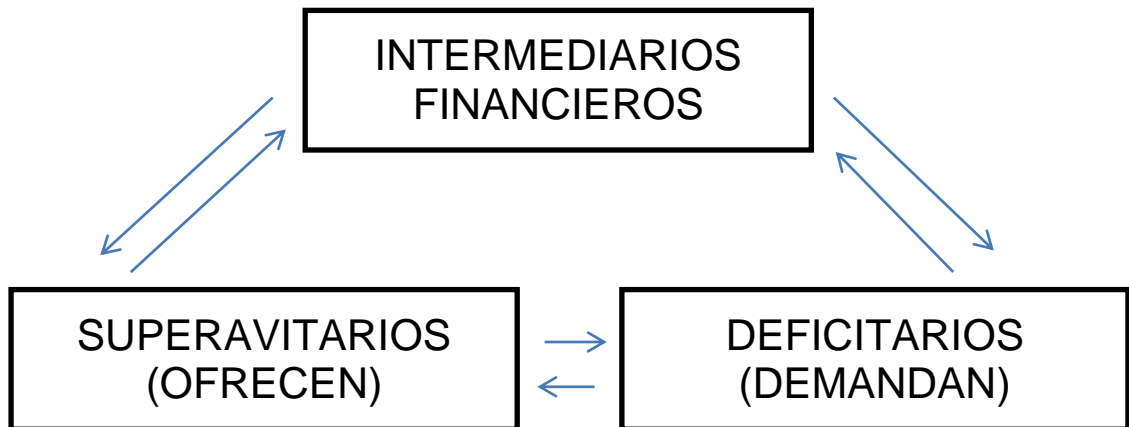 INTERMEDIARIOS
FINANCIEROS
SUPERAVITARIOS
(OFRECEN)
DEFICITARIOS
(DEMANDAN)